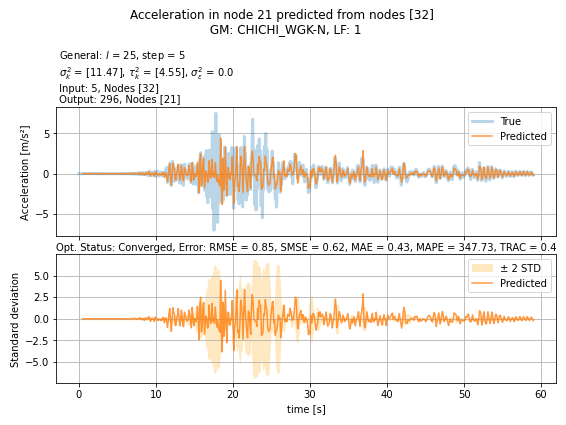 Acceleration in node 21 predicted from nodes [32]
GM: CHICHI_WGK-N, LF: 1
General: l = 25, step = 5
σ²ₖ = [11.47], τ²ₖ = [4.55], σ²ε = 0.0
Input: 5, Nodes [32]
Output: 296, Nodes [21]
Acceleration [m/s²]
5
0
−5
True
Predicted
Opt. Status: Converged, Error: RMSE = 0.85, SMSE = 0.62, MAE = 0.43, MAPE = 347.73, TRAC = 0.4
Standard deviation
5.0
2.5
0.0
−2.5
−5.0
± 2 STD
Predicted
0 10 20 30 40 50 60
time [s]